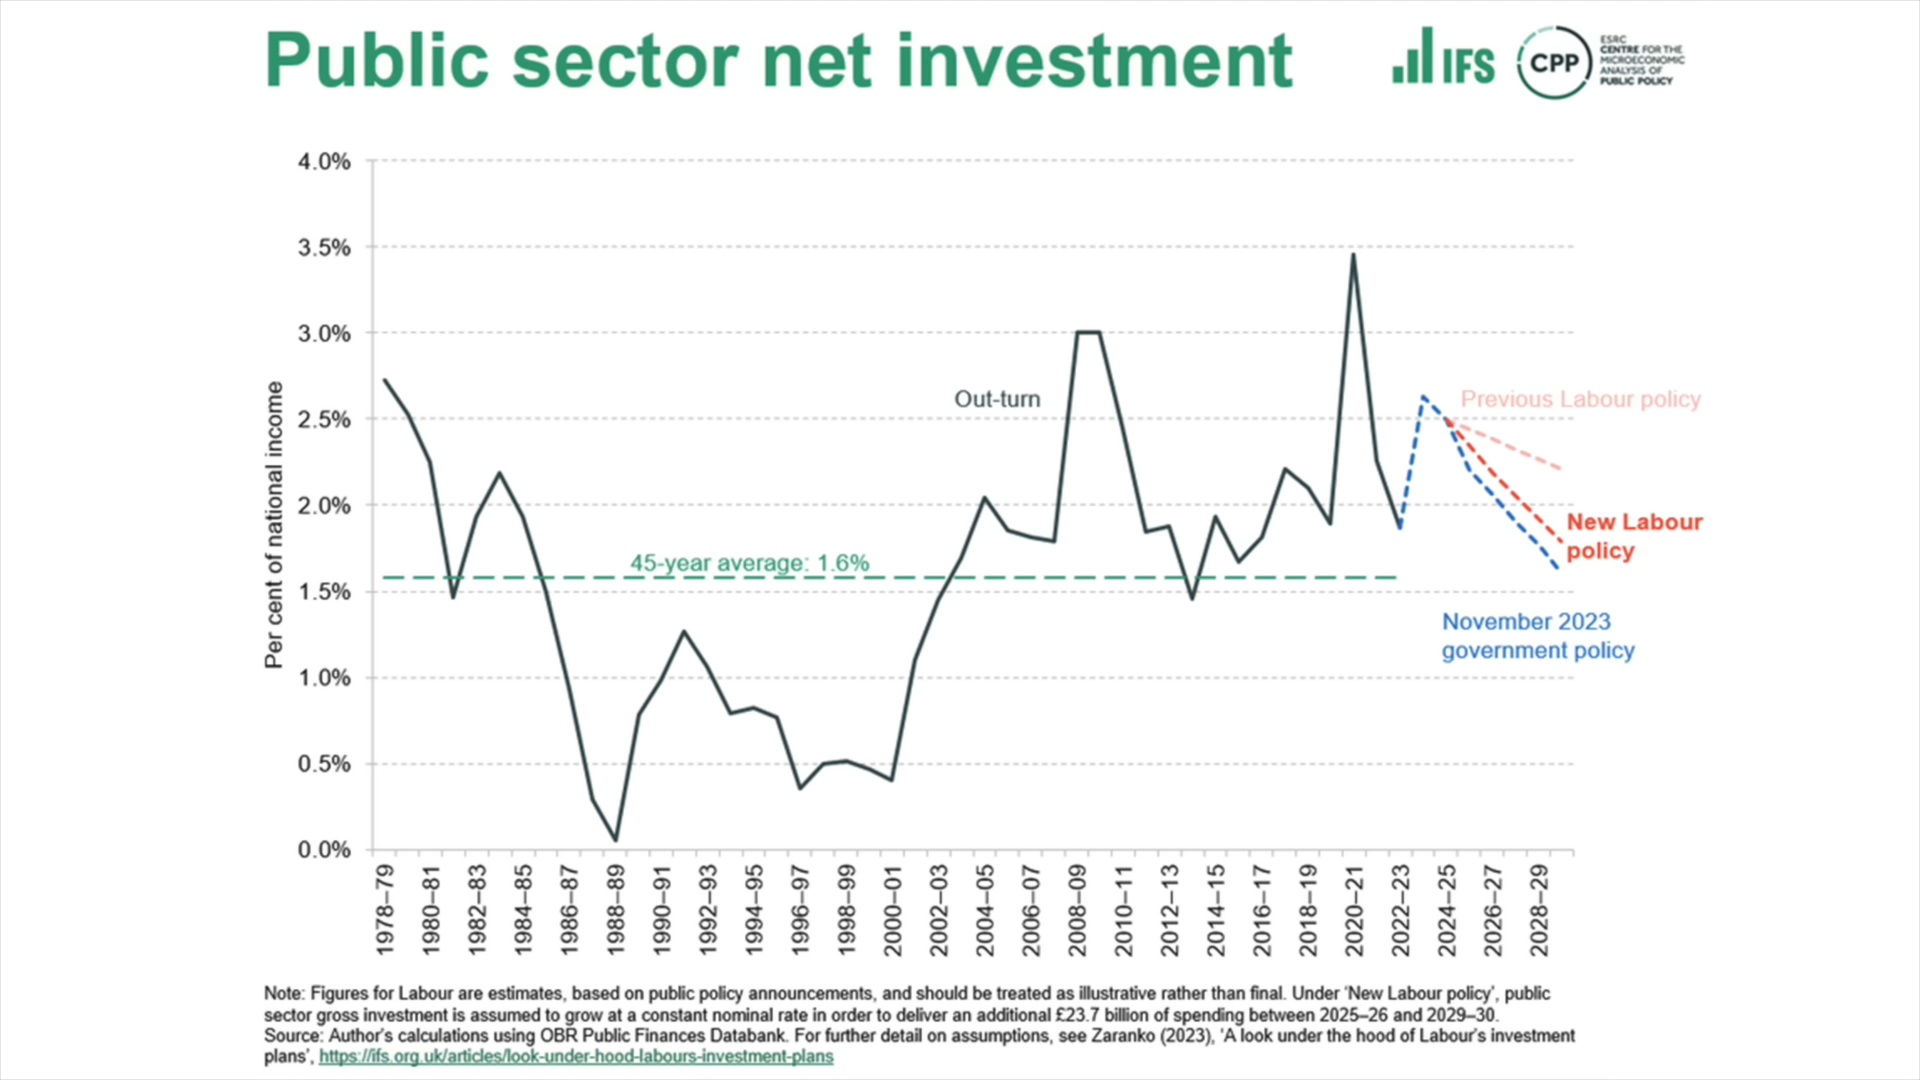 Public sector net investment
IFS
CPP
ESRC
CENTRE FOR THE
MICROECONOMIC
ANALYSIS OF
PUBLIC POLICY
Per cent of national income
4.0%
3.5%
3.0%
2.5%
2.0%
1.5%
1.0%
0.5%
0.0%
Out-turn
45-year average: 1.6%
Previous Labour policy
New Labour
policy
November 2023
government policy
1978–79
1980–81
1982–83
1984–85
1986–87
1988–89
1990–91
1992–93
1994–95
1996–97
1998–99
2000–01
2002–03
2004–05
2006–07
2008–09
2010–11
2012–13
2014–15
2016–17
2018–19
2020–21
2022–23
2024–25
2026–27
2028–29
Note: Figures for Labour are estimates, based on public policy announcements, and should be treated as illustrative rather than final. Under ‘New Labour policy’, public
sector gross investment is assumed to grow at a constant nominal rate in order to deliver an additional £23.7 billion of spending between 2025–26 and 2029–30.
Source: Author’s calculations using OBR Public Finances Databank. For further detail on assumptions, see Zaranko (2023), ‘A look under the hood of Labour’s investment
plans’, https://ifs.org.uk/articles/look-under-hood-labours-investment-plans